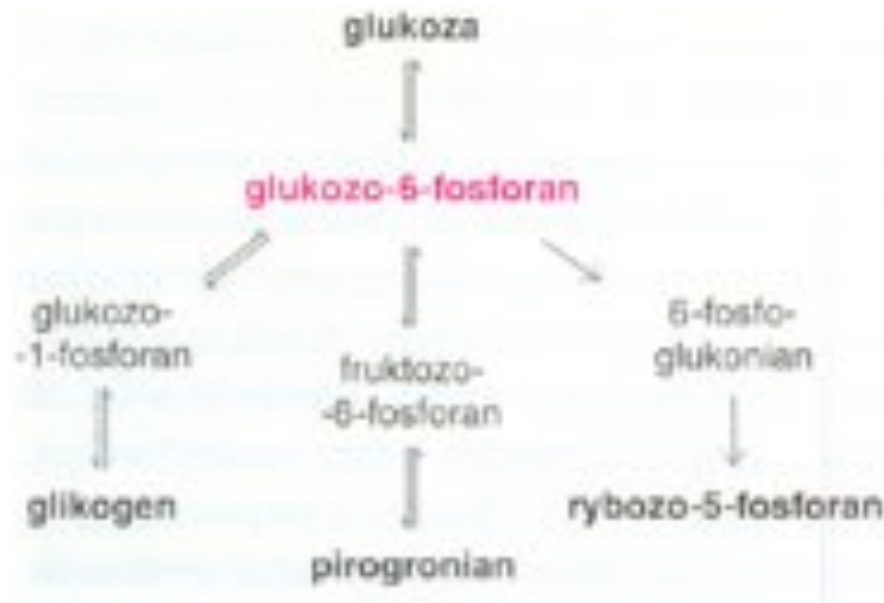 glukoza
glukozo-6-fosforan
glukozo-
-1-fosforan
fruktozo-
-6-fosforan
6-fosfo-
glukonian
glikogen
pirogronian
rybozo-5-fosforan